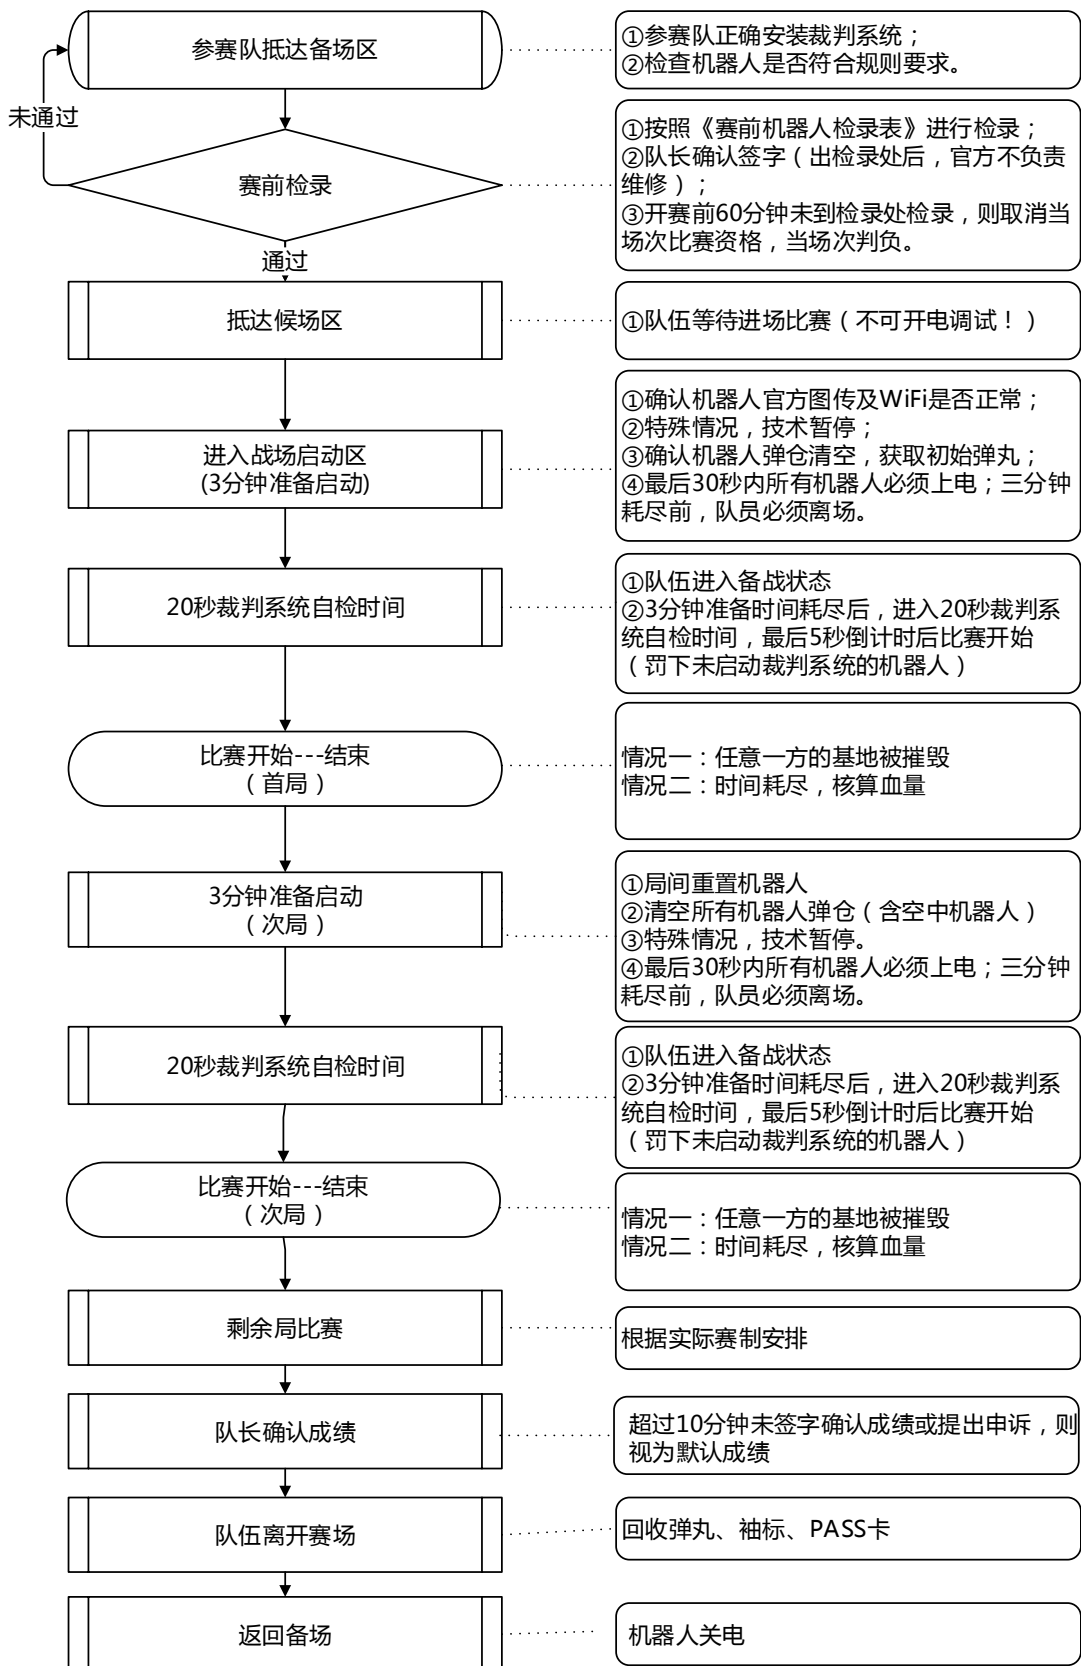 参赛队抵达备场区
①参赛队正确安装裁判系统；
②检查机器人是否符合规则要求。
未通过
赛前检录
①按照《赛前机器人检录表》进行检录；
②队长确认签字（出检录处后，官方不负责
维修）；
③开赛前60分钟未到检录处检录，则取消当
场次比赛资格，当场次判负。
通过
抵达候场区
①队伍等待进场比赛（不可开电调试！）
进入战场启动区
(3分钟准备启动)
①确认机器人官方图传及WiFi是否正常；
②特殊情况，技术暂停；
③确认机器人弹仓清空，获取初始弹丸；
④最后30秒内所有机器人必须上电；三分钟
耗尽前，队员必须离场。
20秒裁判系统自检时间
①队伍进入备战状态
②3分钟准备时间耗尽后，进入20秒裁判系
统自检时间，最后5秒倒计时后比赛开始
（罚下未启动裁判系统的机器人）
比赛开始---结束
（首局）
情况一：任意一方的基地被摧毁
情况二：时间耗尽，核算血量
3分钟准备启动
（次局）
①局间重置机器人
②清空所有机器人弹仓（含空中机器人）
③特殊情况，技术暂停。
④最后30秒内所有机器人必须上电；三分钟
耗尽前，队员必须离场。
20秒裁判系统自检时间
①队伍进入备战状态
②3分钟准备时间耗尽后，进入20秒裁判系
统自检时间，最后5秒倒计时后比赛开始
（罚下未启动裁判系统的机器人）
比赛开始---结束
（次局）
情况一：任意一方的基地被摧毁
情况二：时间耗尽，核算血量
剩余局比赛
根据实际赛制安排
队长确认成绩
超过10分钟未签字确认成绩或提出申诉，则
视为默认成绩
队伍离开赛场
回收弹丸、袖标、PASS卡
返回备场
机器人关电